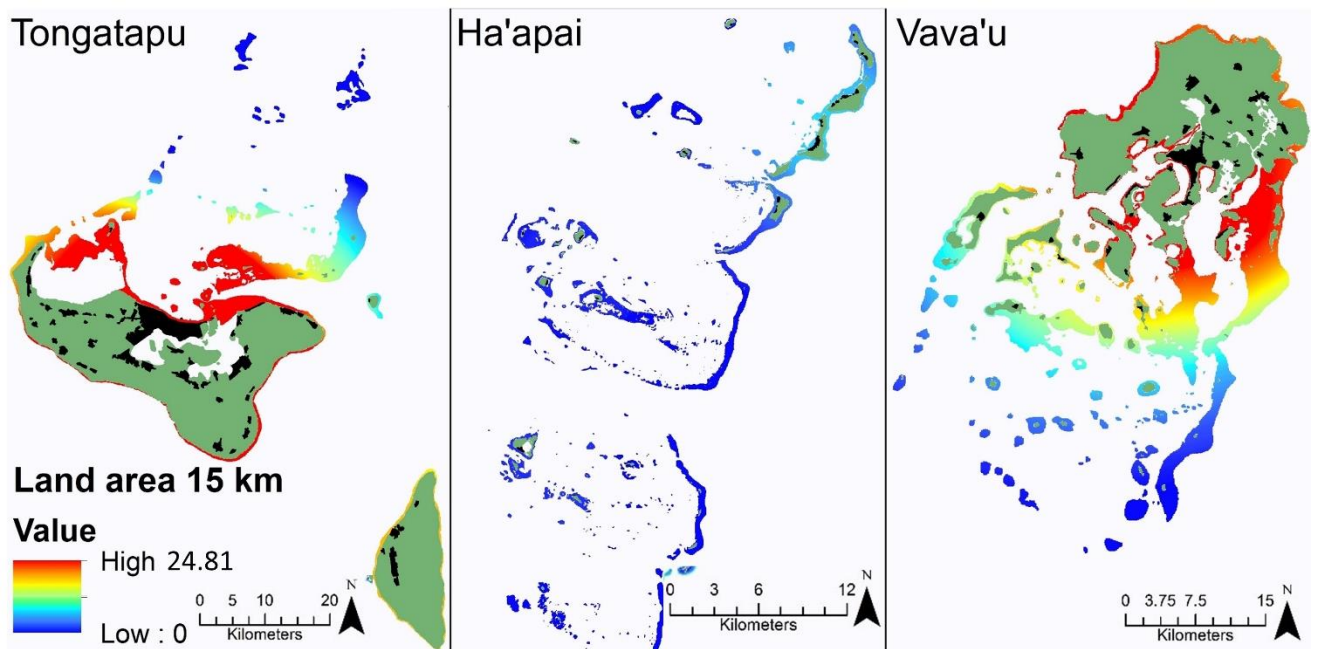 Tongatapu
Ha'apai
Vava'u
Land area 15 km
Value
High 24.81
Low : 0
0 5 10 20
Kilometers
N
0 3 6 12
Kilometers
N
0 3.75 7.5 15
Kilometers
N